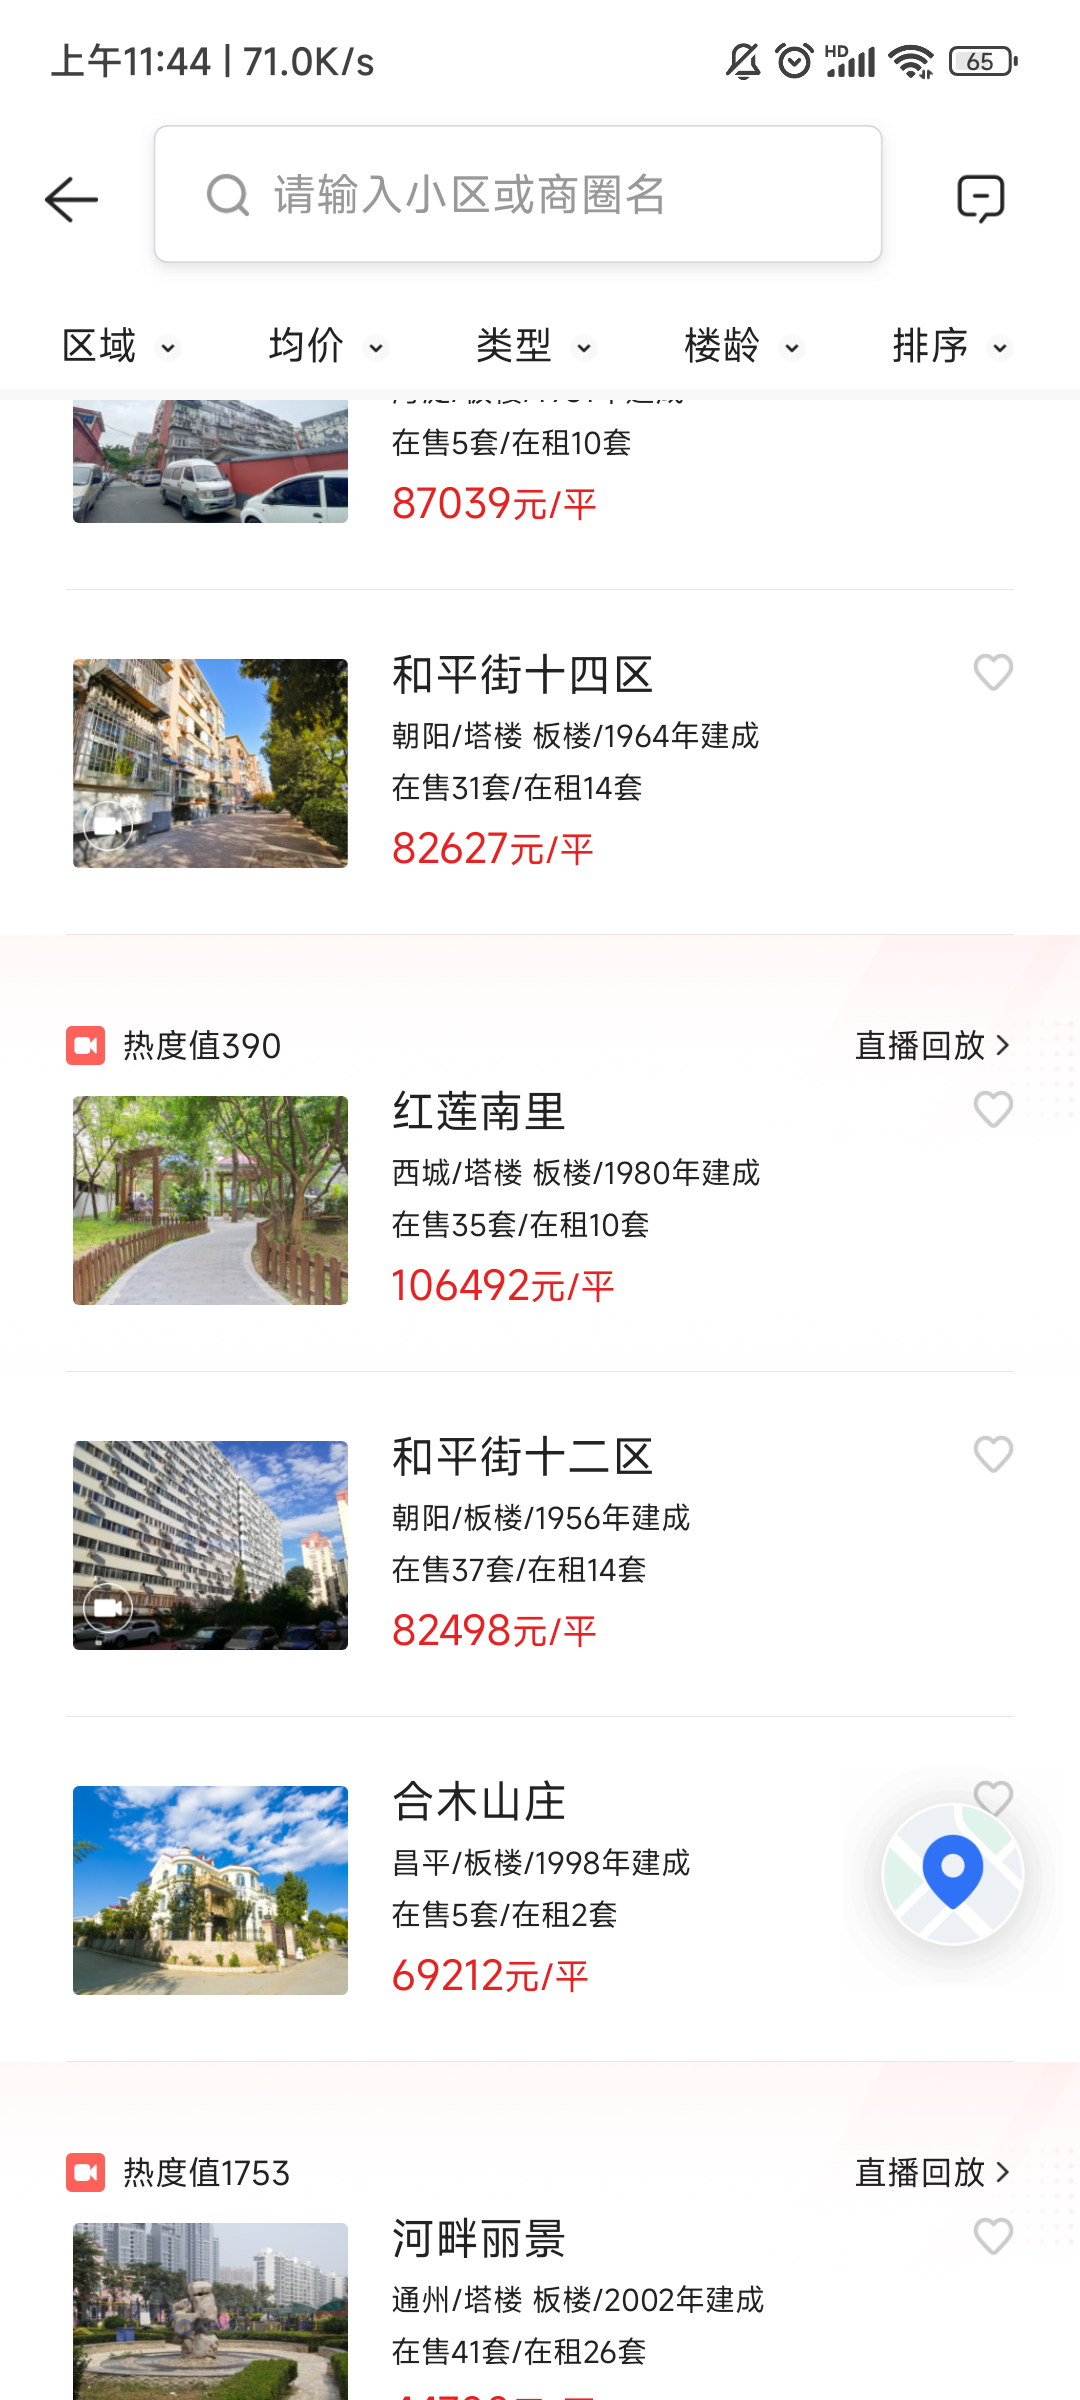 上午11:44 | 71.0K/s
HD
65
请输入小区或商圈名
区域
均价
类型
楼龄
排序
在售5套/在租10套
87039元/平
和平街十四区
朝阳/塔楼 板楼/1964年建成
在售31套/在租14套
82627元/平
热度值390
直播回放
红莲南里
西城/塔楼 板楼/1980年建成
在售35套/在租10套
106492元/平
和平街十二区
朝阳/板楼/1956年建成
在售37套/在租14套
82498元/平
合木山庄
昌平/板楼/1998年建成
在售5套/在租2套
69212元/平
热度值1753
直播回放
河畔丽景
通州/塔楼 板楼/2002年建成
在售41套/在租26套